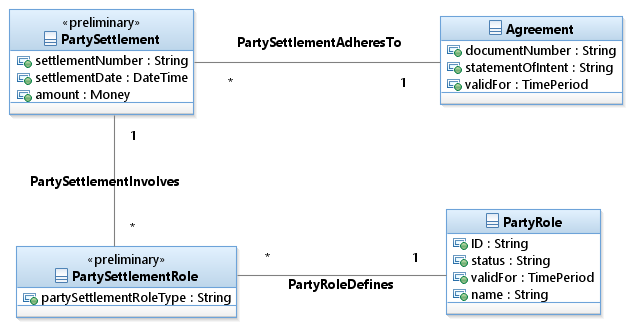 «preliminary»
PartySettlement
settlementNumber : String
settlementDate : DateTime
amount : Money
PartySettlementAdheresTo
*
1
Agreement
documentNumber : String
statementOfIntent : String
validFor : TimePeriod
1
PartySettlementInvolves
*
«preliminary»
PartySettlementRole
partySettlementRoleType : String
*
1
PartyRoleDefines
PartyRole
ID : String
status : String
validFor : TimePeriod
name : String